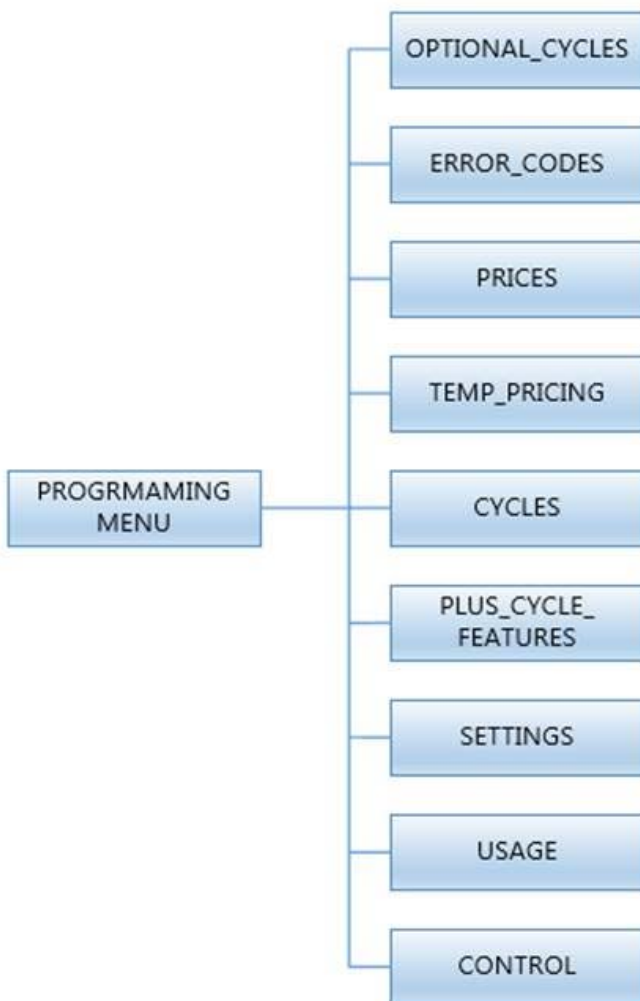 OPTIONAL_CYCLES
ERROR_CODES
PRICES
TEMP_PRICING
PROGRMAMING
MENU
CYCLES
PLUS_CYCLE_
FEATURES
SETTINGS
USAGE
CONTROL